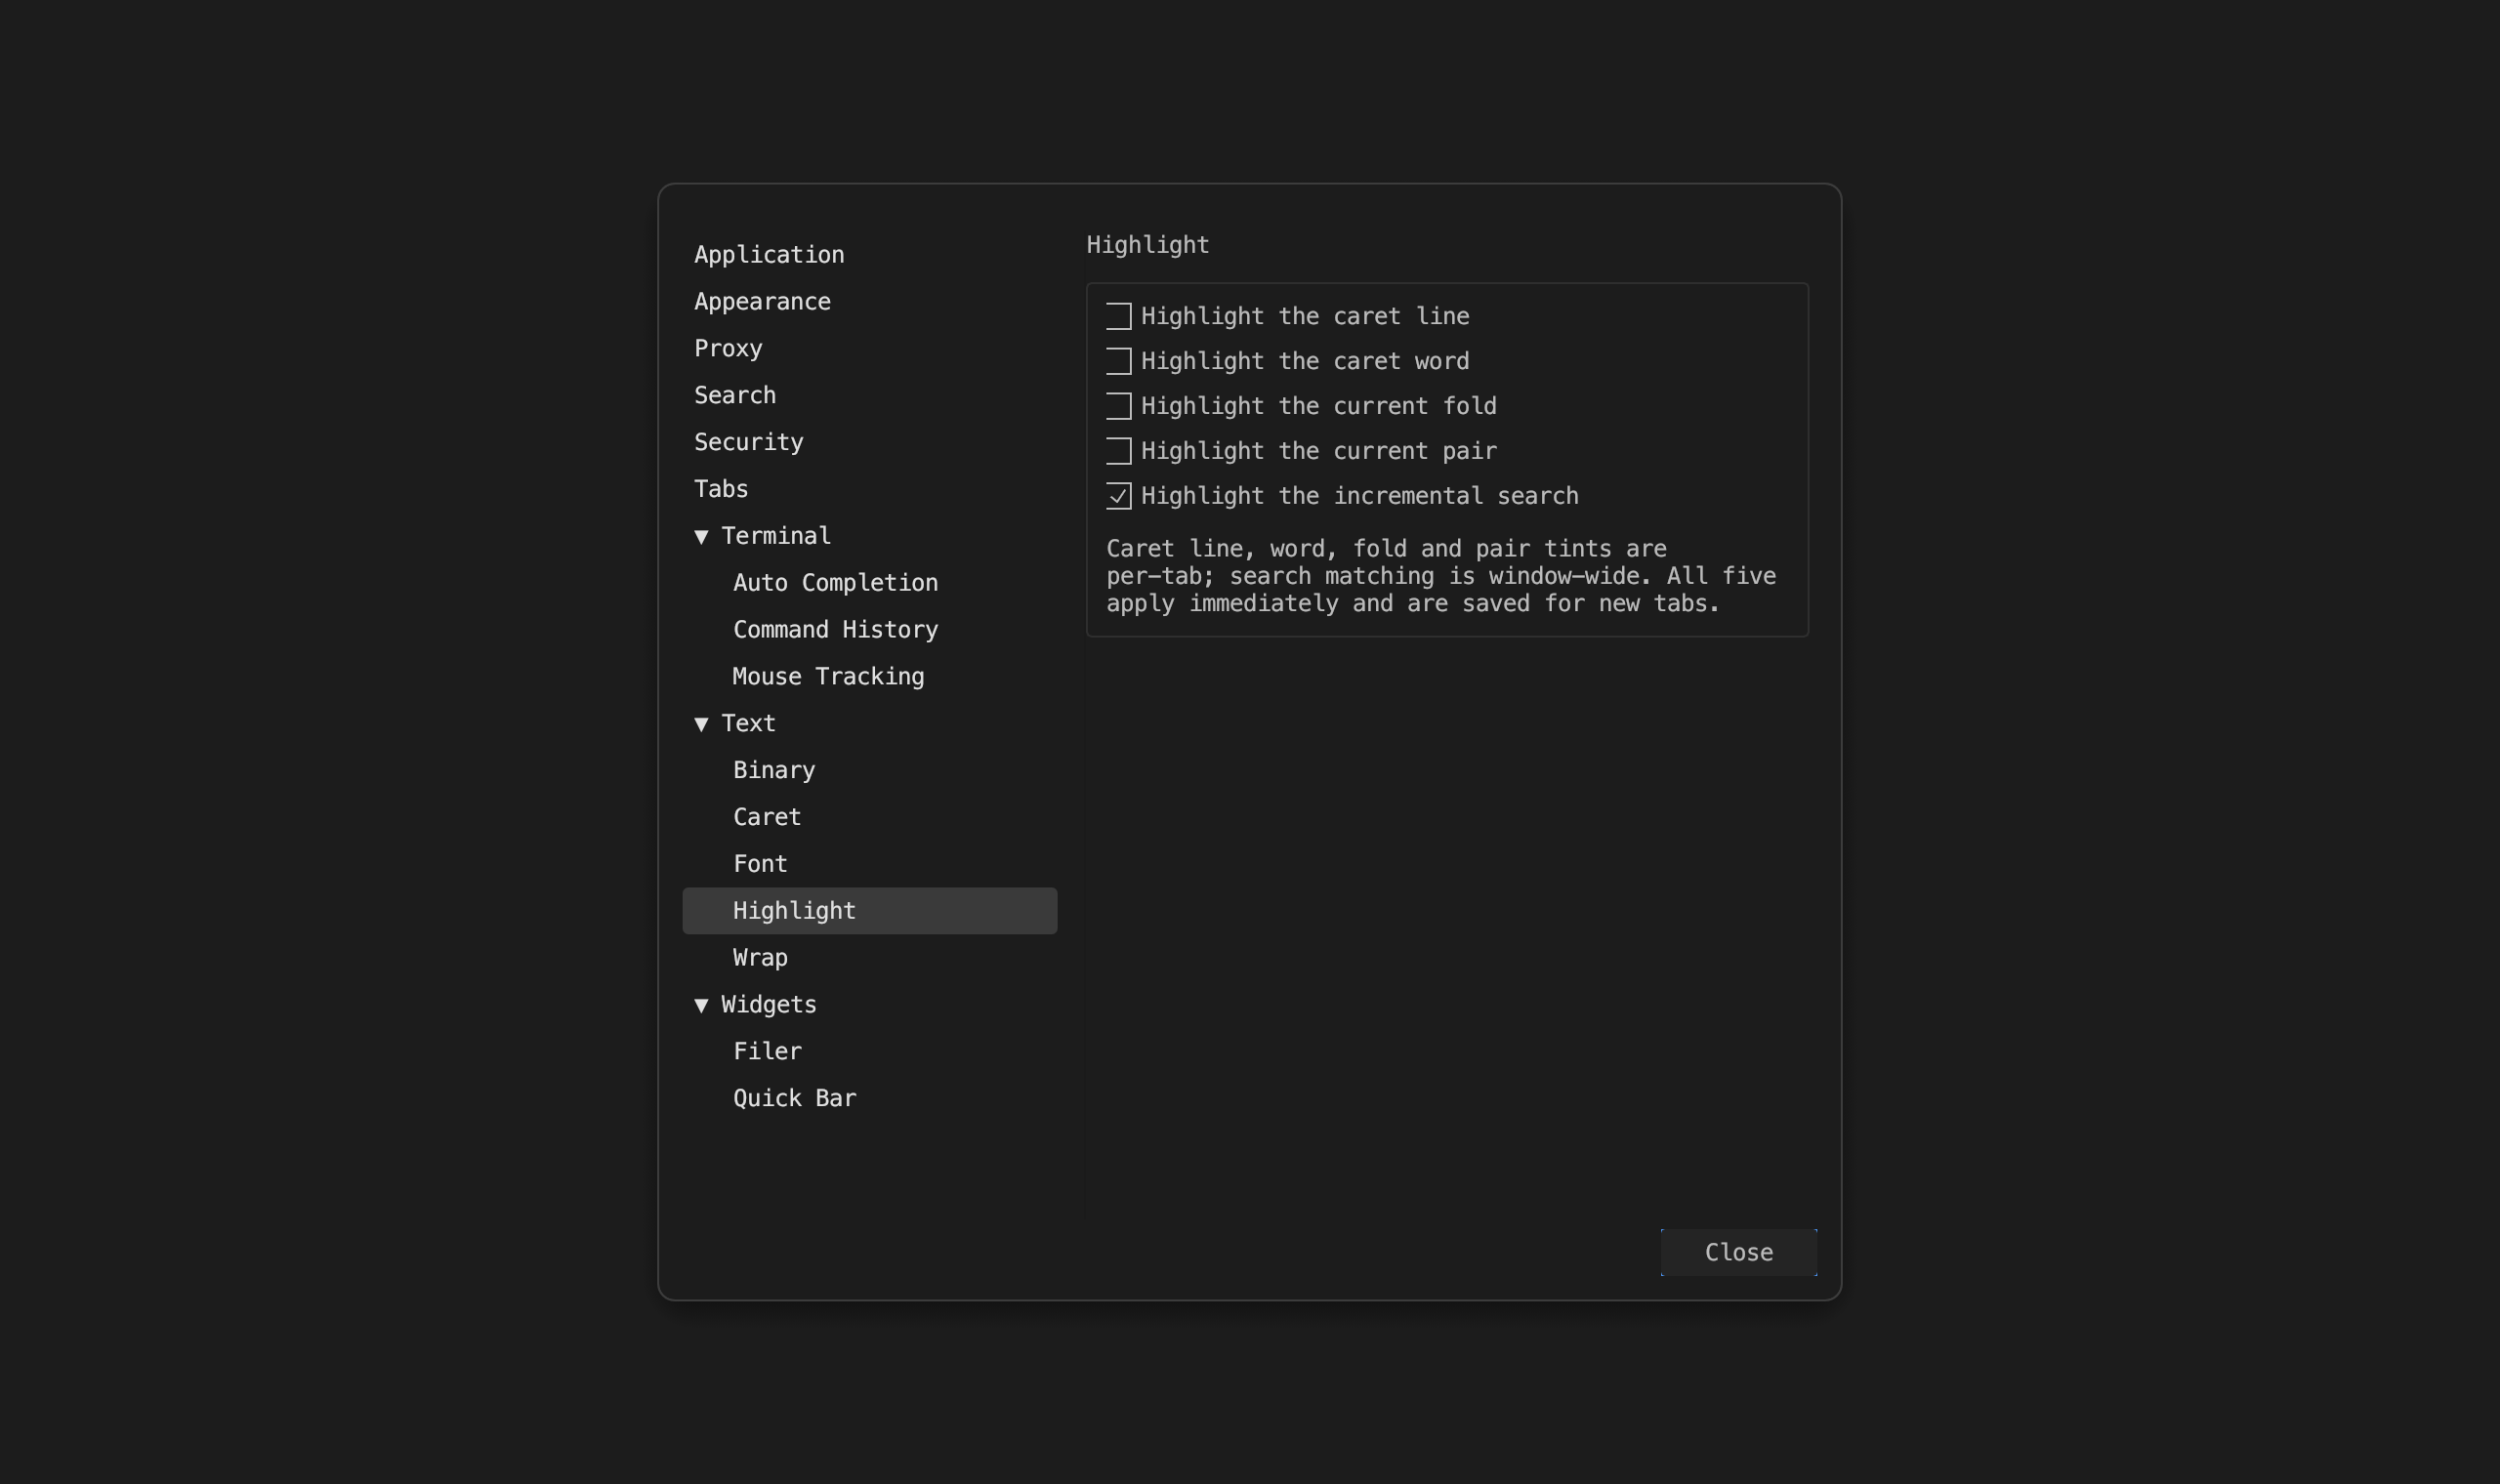 Application
Appearance
Proxy
Search
Security
Tabs
▼ Terminal
Auto Completion
Command History
Mouse Tracking
▼ Text
Binary
Caret
Font
Highlight
Wrap
▼ Widgets
Filer
Quick Bar
Highlight
Highlight the caret line
Highlight the caret word
Highlight the current fold
Highlight the current pair
Highlight the incremental search
Caret line, word, fold and pair tints are
per-tab; search matching is window-wide. All five
apply immediately and are saved for new tabs.
Close